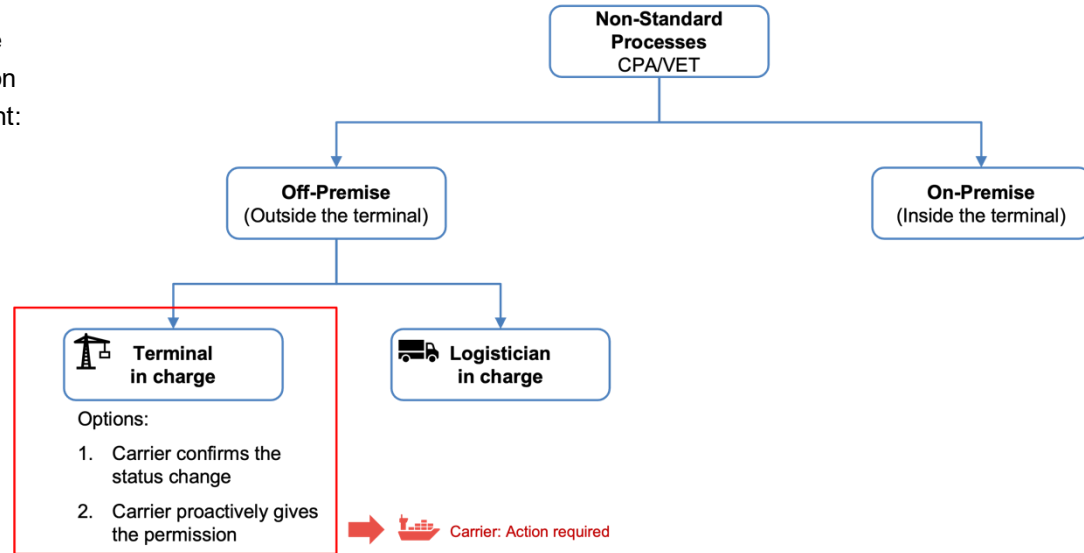 Non-Standard
Processes
CPA/VET
Off-Premise
(Outside the terminal)
On-Premise
(Inside the terminal)
Terminal
in charge
Logistician
in charge
Options:
1. Carrier confirms the
status change
2. Carrier proactively gives
the permission
Carrier: Action required